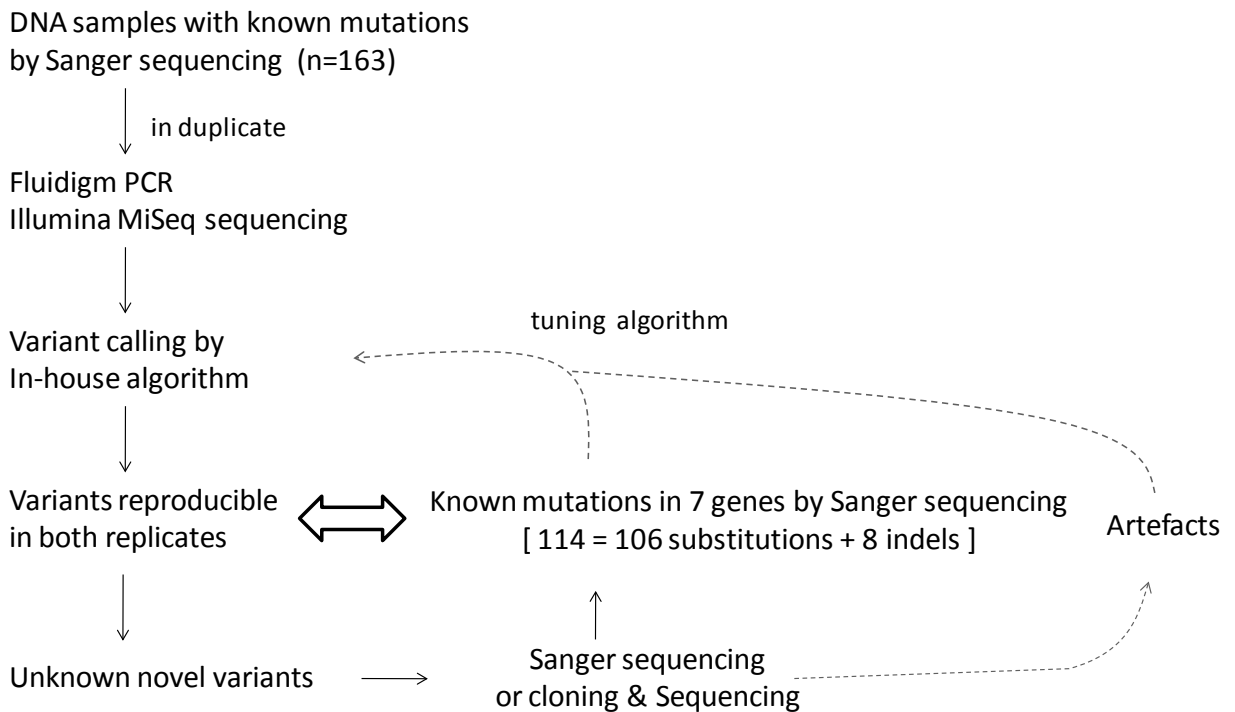 DNA samples with known mutations
by Sanger sequencing (n=163)
in duplicate
Fluidigm PCR
Illumina MiSeq sequencing
tuning algorithm
Variant calling by
In-house algorithm
Variants reproducible
in both replicates
Known mutations in 7 genes by Sanger sequencing
[ 114 = 106 substitutions + 8 indels ]
Artefacts
Unknown novel variants
Sanger sequencing
or cloning & Sequencing